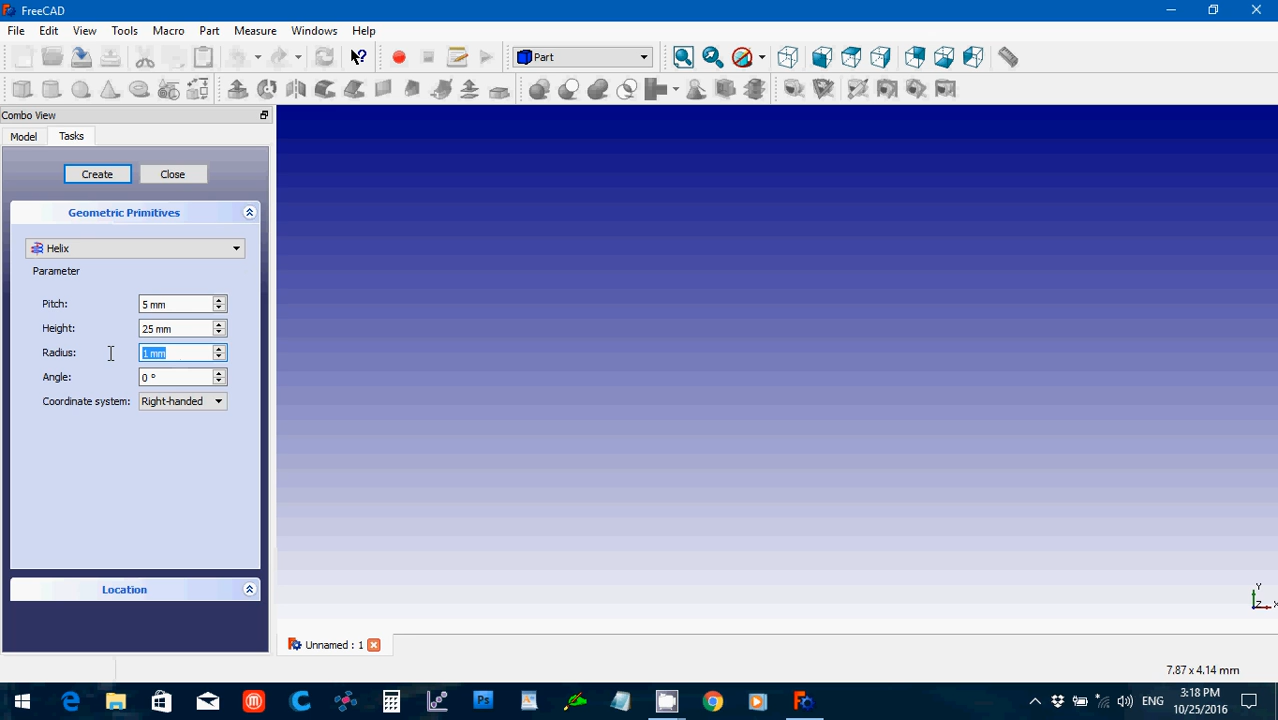 FreeCAD
File Edit View Tools Macro Part Measure Windows Help
Part
Combo View
Model Tasks
Create Close
Geometric Primitives
Helix
Parameter
Pitch: 5 mm
Height: 25 mm
Radius: 1 mm
Angle: 0 °
Coordinate system: Right-handed
Location
Y
Z X
Unnamed : 1
7.87 x 4.14 mm
ENG
3:18 PM
10/25/2016